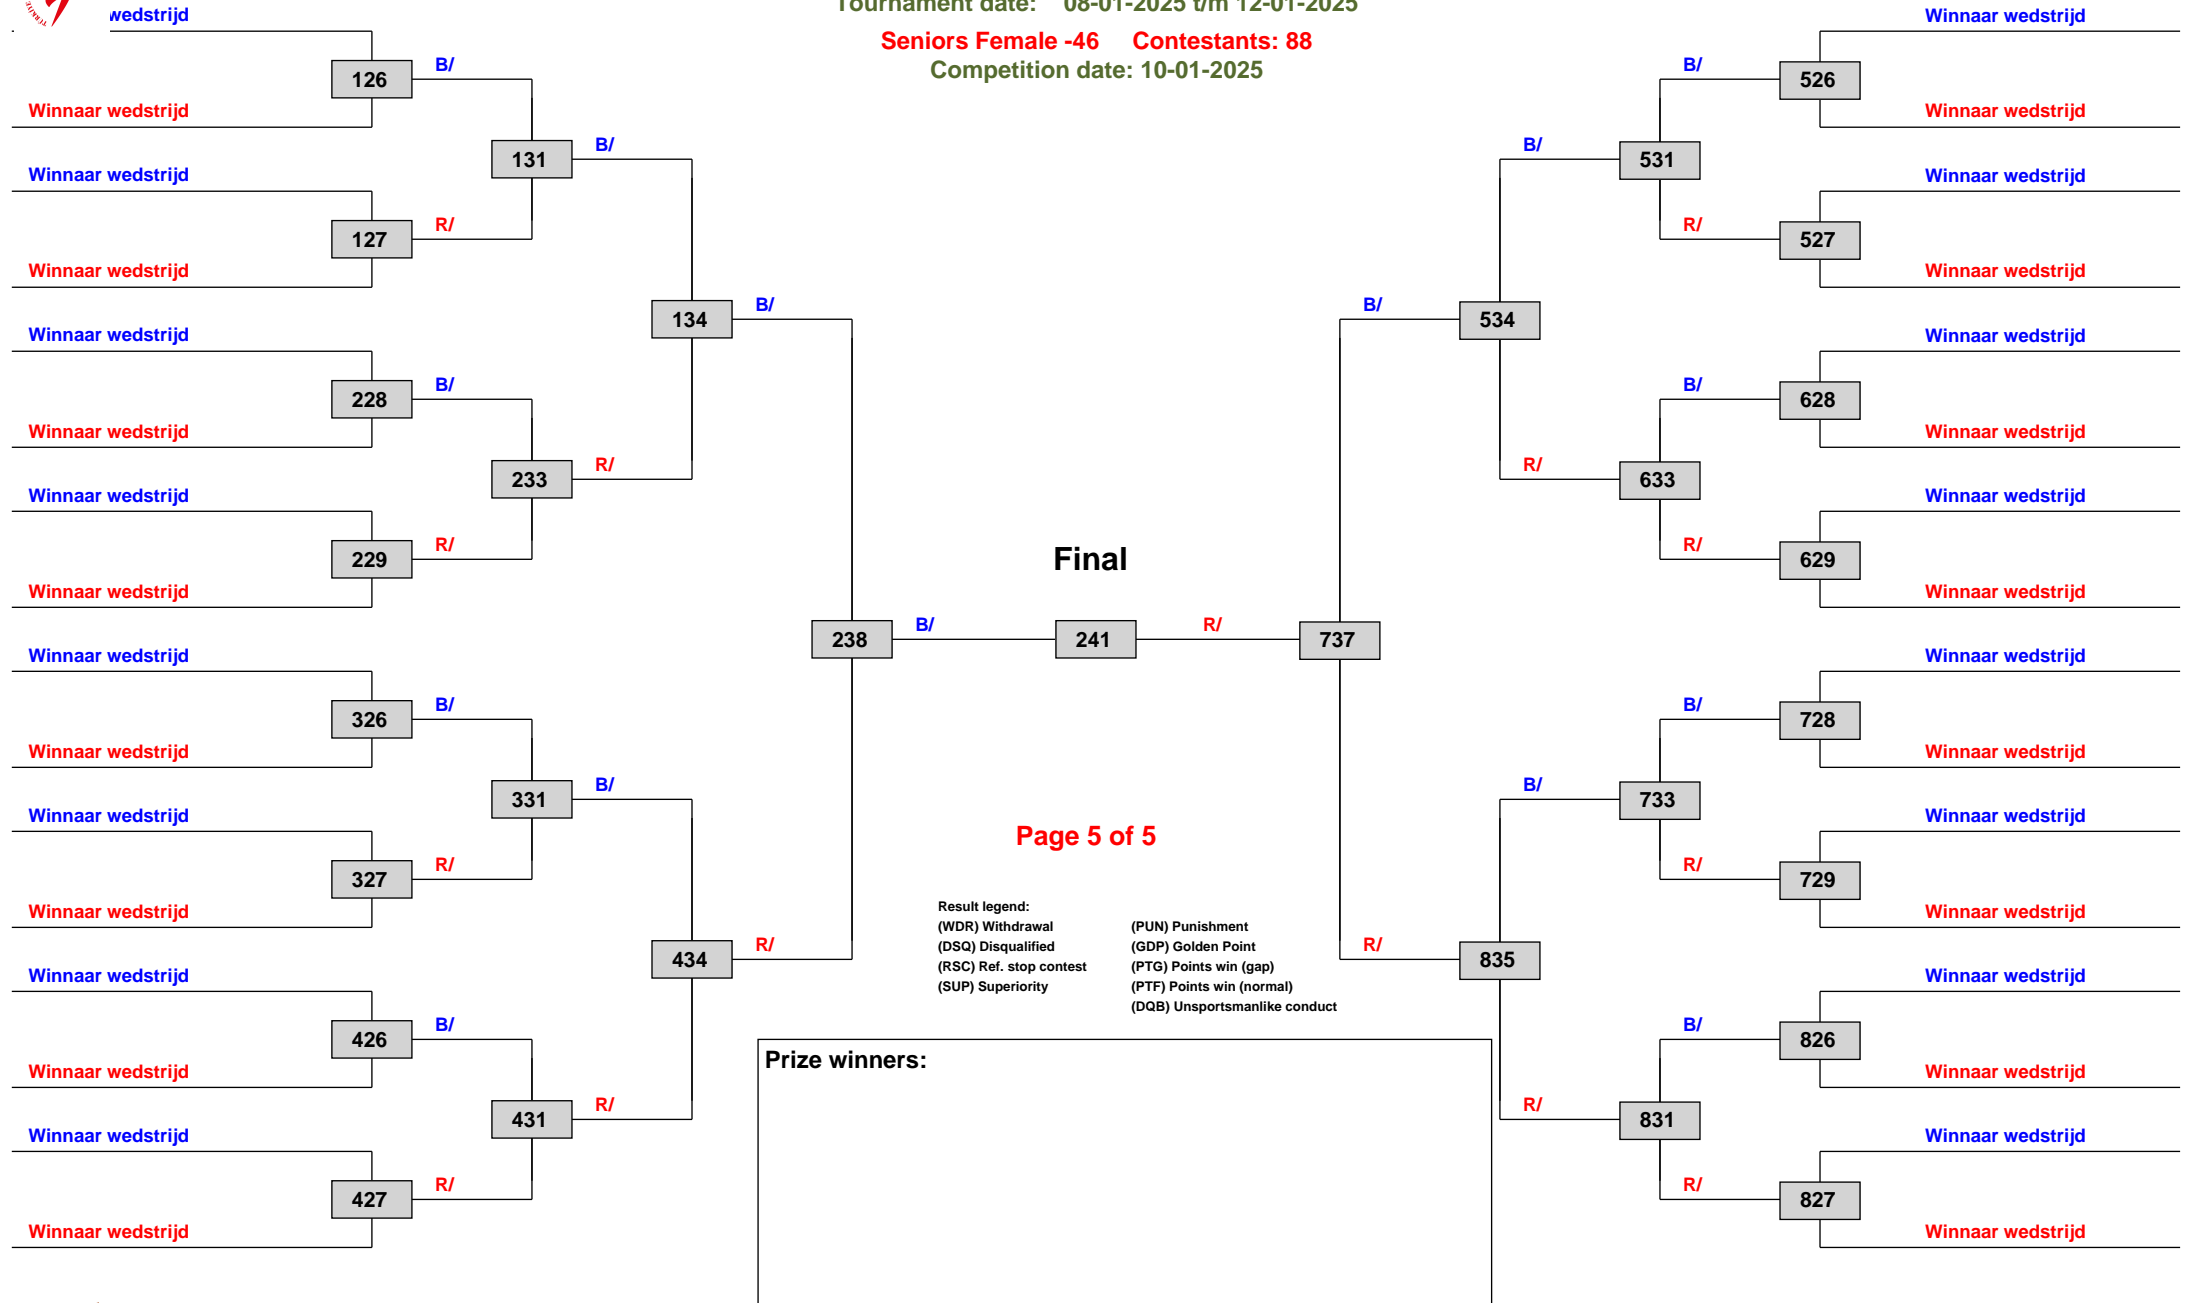 TÜRKİYE
Tournament date: 08-01-2025 t/m 12-01-2025
Seniors Female -46 Contestants: 88
Competition date: 10-01-2025
wedstrijd
126
B/
Winnaar wedstrijd
131
B/
Winnaar wedstrijd
127
R/
Winnaar wedstrijd
134
B/
Winnaar wedstrijd
228
B/
Winnaar wedstrijd
233
R/
Winnaar wedstrijd
229
R/
Winnaar wedstrijd
238
B/
Winnaar wedstrijd
326
B/
Winnaar wedstrijd
331
B/
Winnaar wedstrijd
327
R/
Winnaar wedstrijd
434
R/
Winnaar wedstrijd
426
B/
Winnaar wedstrijd
431
R/
Winnaar wedstrijd
427
R/
Winnaar wedstrijd
Final
241
R/
737
Page 5 of 5
Result legend:
(WDR) Withdrawal
(DSQ) Disqualified
(RSC) Ref. stop contest
(SUP) Superiority
(PUN) Punishment
(GDP) Golden Point
(PTG) Points win (gap)
(PTF) Points win (normal)
(DQB) Unsportsmanlike conduct
Prize winners:
Winnaar wedstrijd
B/
526
Winnaar wedstrijd
B/
531
Winnaar wedstrijd
R/
527
Winnaar wedstrijd
B/
534
Winnaar wedstrijd
B/
628
Winnaar wedstrijd
R/
633
Winnaar wedstrijd
R/
629
Winnaar wedstrijd
Winnaar wedstrijd
B/
728
Winnaar wedstrijd
B/
733
Winnaar wedstrijd
R/
729
Winnaar wedstrijd
R/
835
Winnaar wedstrijd
B/
826
Winnaar wedstrijd
R/
831
Winnaar wedstrijd
R/
827
Winnaar wedstrijd